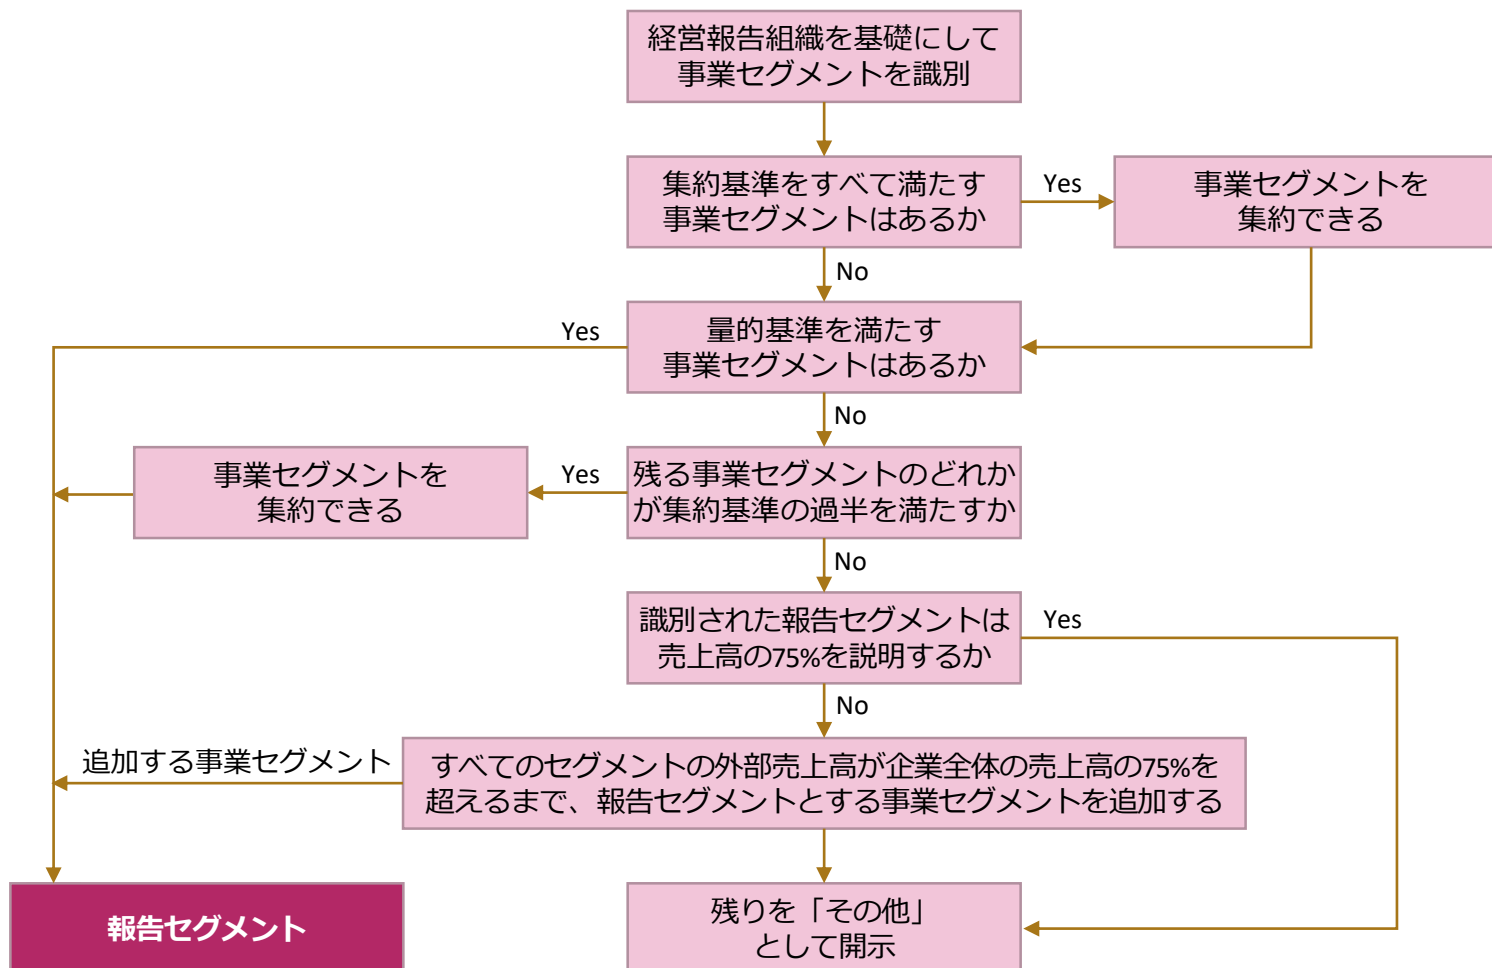 経営報告組織を基礎にして
事業セグメントを識別
集約基準をすべて満たす
事業セグメントはあるか
Yes
事業セグメントを
集約できる
No
Yes
量的基準を満たす
事業セグメントはあるか
No
事業セグメントを
集約できる
Yes
残る事業セグメントのどれか
が集約基準の過半を満たすか
No
識別された報告セグメントは
売上高の75%を説明するか
Yes
No
追加する事業セグメント
すべてのセグメントの外部売上高が企業全体の売上高の75%を
超えるまで、報告セグメントとする事業セグメントを追加する
報告セグメント
残りを「その他」
として開示